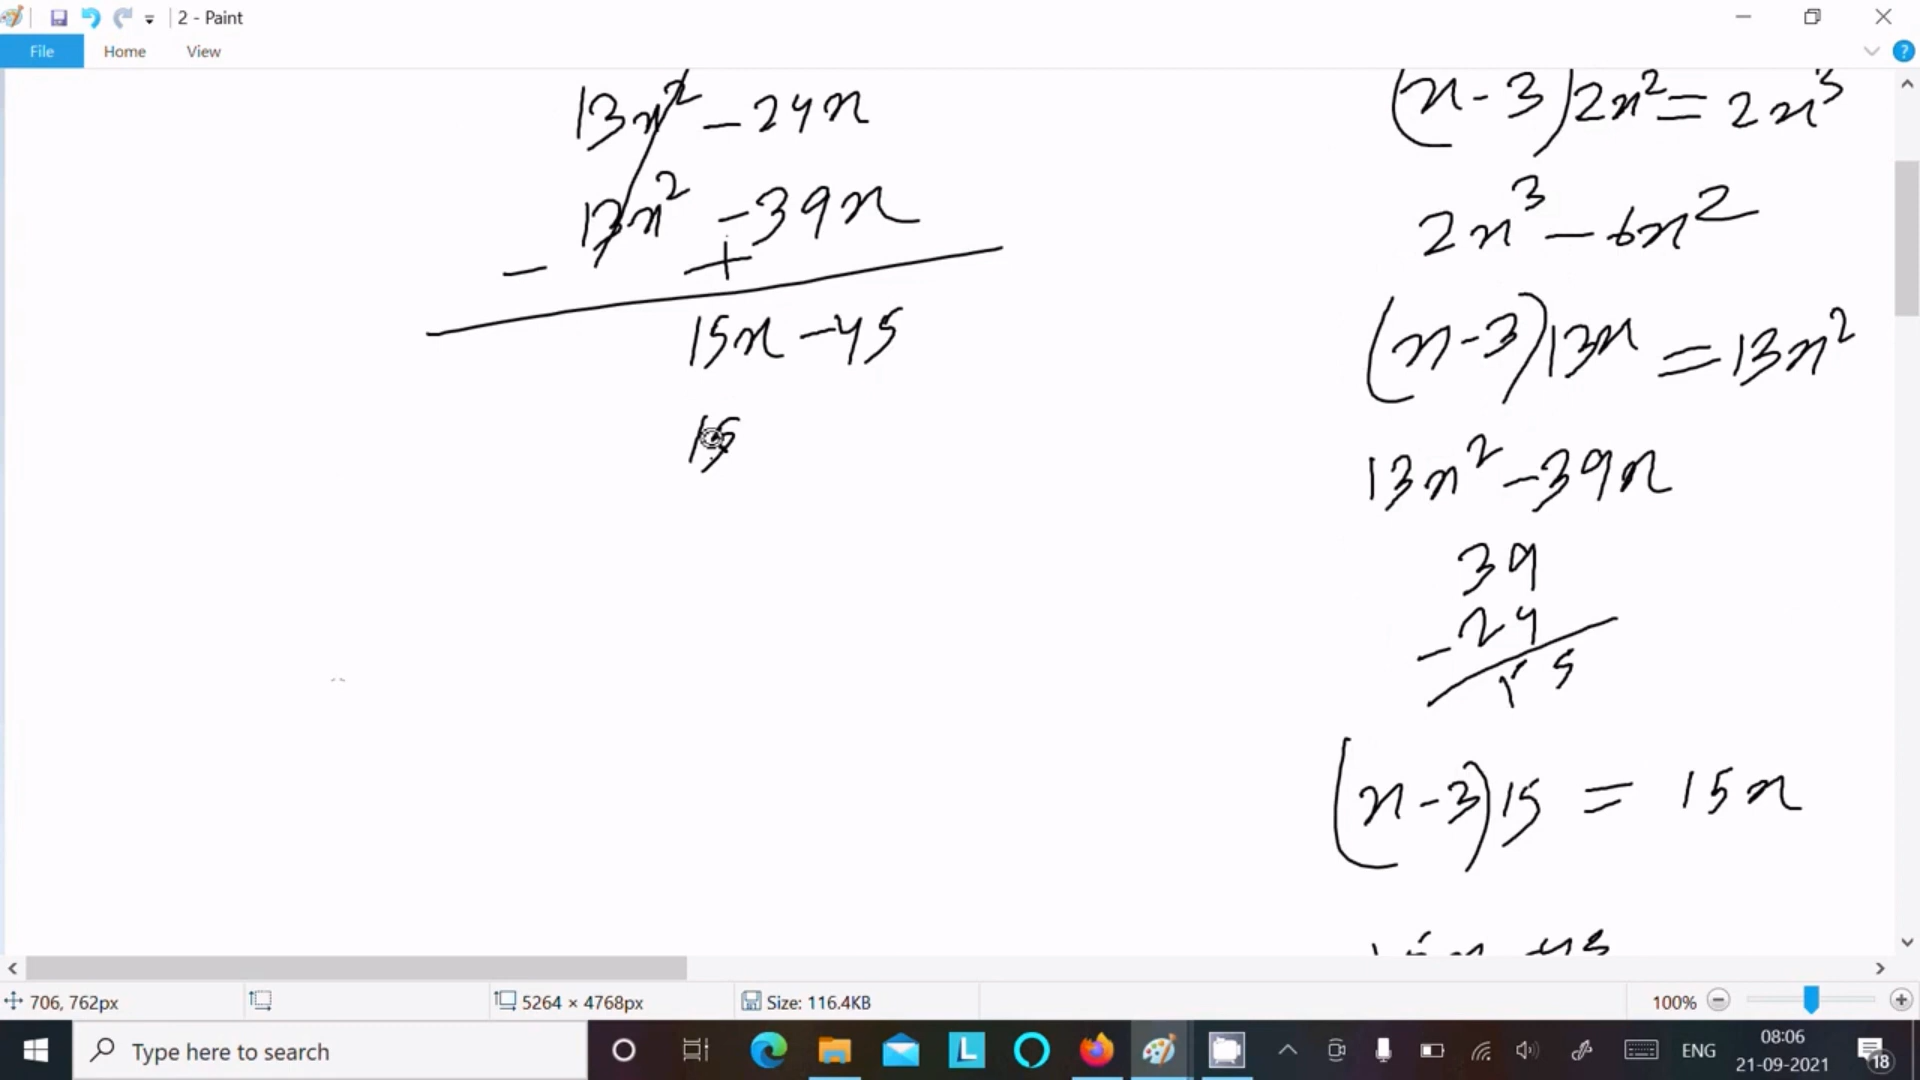 2 - Paint
File Home View
13x² - 24x
13x² - 39x
- +
15x - 45
15
(x - 3) 2x² = 2x³
2x³ - 6x²
(x - 3) 13x = 13x²
13x² - 39x
39
- 24
15
(x - 3) 15 = 15x
706, 762px
5264 × 4768px
Size: 116.4KB
100%
Type here to search
ENG
08:06
21-09-2021
18